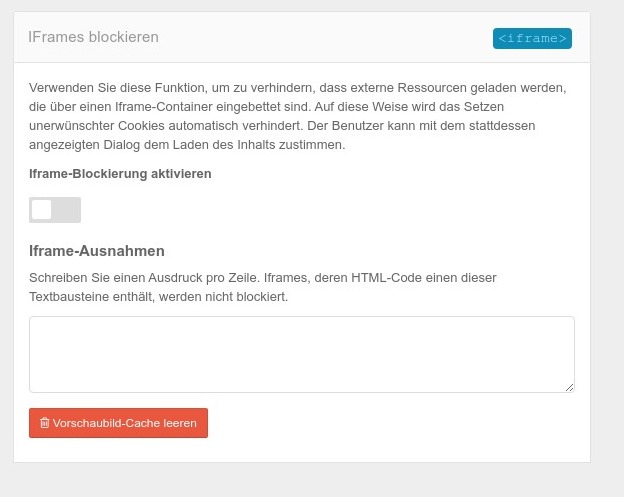 IFrames blockieren
<iframe>
Verwenden Sie diese Funktion, um zu verhindern, dass externe Ressourcen geladen werden,
die über einen Iframe-Container eingebettet sind. Auf diese Weise wird das Setzen
unerwünschter Cookies automatisch verhindert. Der Benutzer kann mit dem stattdessen
angezeigten Dialog dem Laden des Inhalts zustimmen.
Iframe-Blockierung aktivieren
Iframe-Ausnahmen
Schreiben Sie einen Ausdruck pro Zeile. Iframes, deren HTML-Code einen dieser
Textbausteine enthält, werden nicht blockiert.
Vorschaubild-Cache leeren